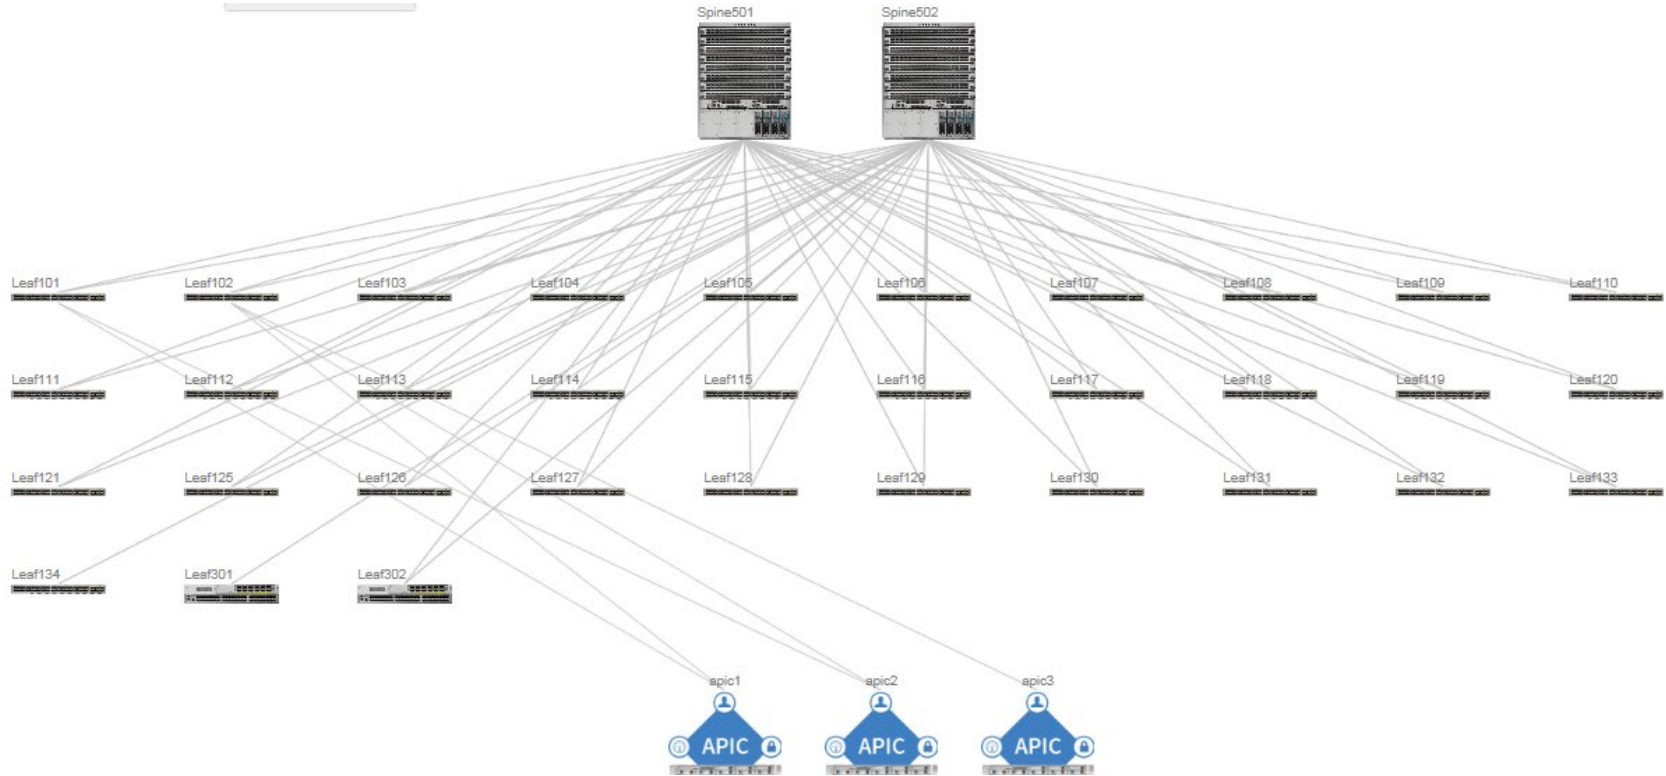 Spine501 Spine502
Leaf101 Leaf102 Leaf103 Leaf104 Leaf105 Leaf106 Leaf107 Leaf108 Leaf109 Leaf110
Leaf111 Leaf112 Leaf113 Leaf114 Leaf115 Leaf116 Leaf117 Leaf118 Leaf119 Leaf120
Leaf121 Leaf125 Leaf126 Leaf127 Leaf128 Leaf129 Leaf130 Leaf131 Leaf132 Leaf133
Leaf134 Leaf301 Leaf302
apic1 apic2 apic3
APIC APIC APIC